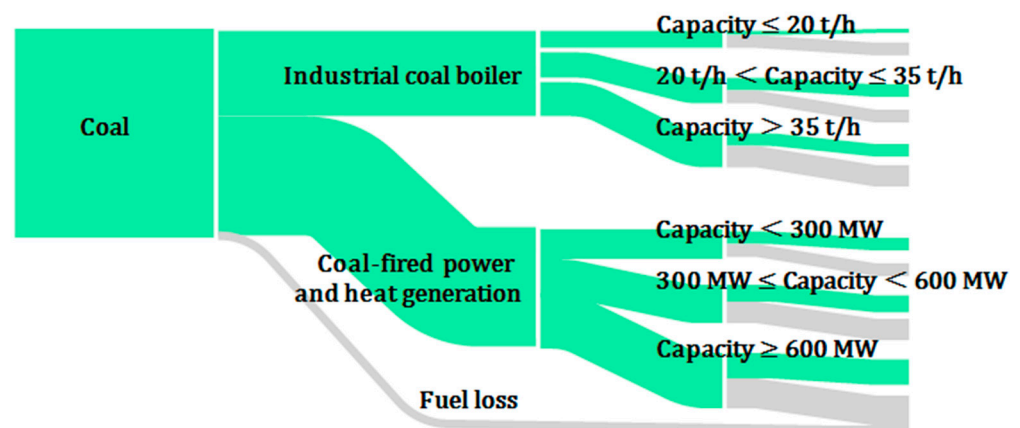 Capacity ≤ 20 t/h
Industrial coal boiler
20 t/h < Capacity ≤ 35 t/h
Coal
Capacity > 35 t/h
Capacity < 300 MW
Coal-fired power
and heat generation
300 MW ≤ Capacity < 600 MW
Capacity ≥ 600 MW
Fuel loss